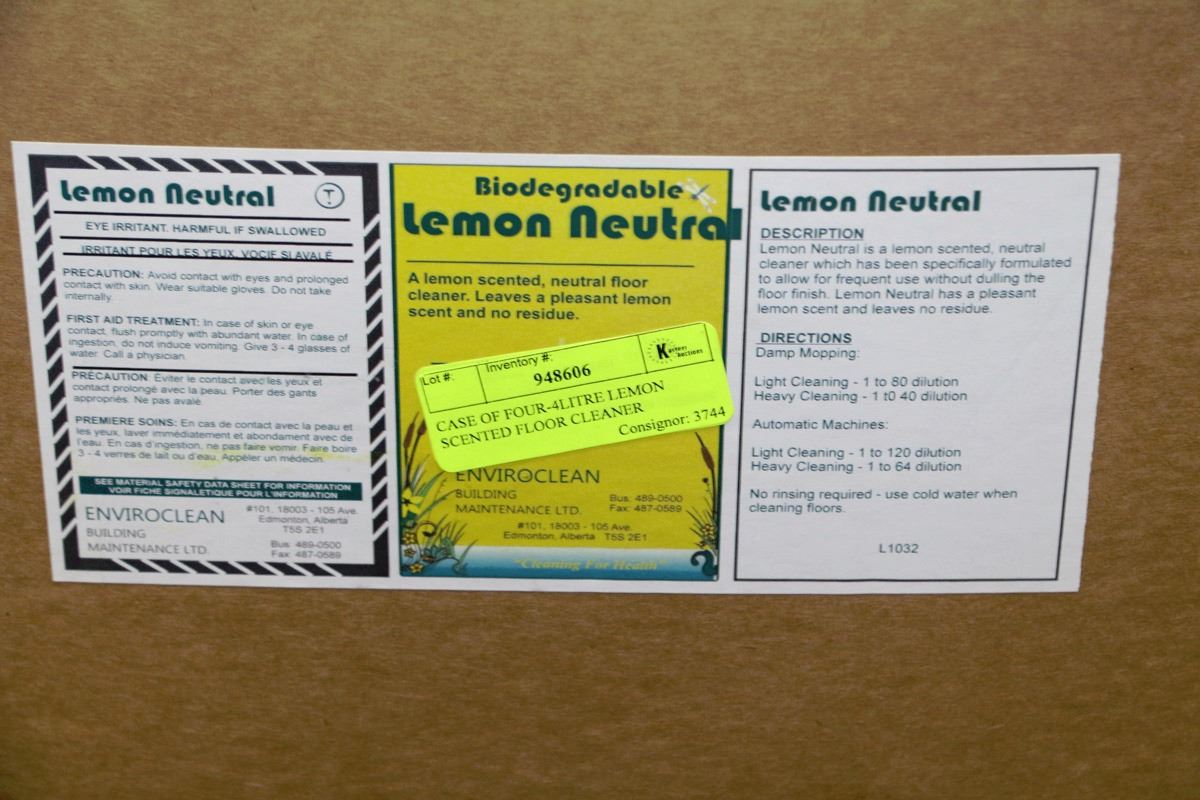 Lemon Neutral
T
EYE IRRITANT. HARMFUL IF SWALLOWED
IRRITANT POUR LES YEUX, VOCIF SI AVALÉ
PRECAUTION: Avoid contact with eyes and prolonged
contact with skin. Wear suitable gloves. Do not take
internally.
FIRST AID TREATMENT: In case of skin or eye
contact, flush promptly with abundant water. In case of
ingestion, do not induce vomiting. Give 3 - 4 glasses of
water. Call a physician.
PRÉCAUTION: Éviter le contact avec les yeux et
contact prolongé avec la peau. Porter des gants
appropriés. Ne pas avalé.
PREMIERE SOINS: En cas de contact avec la peau et
les yeux, laver immédiatement et abondament avec de
l'eau. En cas d'ingestion, ne pas faire vomir. Faire boire
3 - 4 verres de lait ou d'eau. Appeler un médecin.
SEE MATERIAL SAFETY DATA SHEET FOR INFORMATION
VOIR FICHE SIGNALETIQUE POUR L'INFORMATION
ENVIROCLEAN
BUILDING
MAINTENANCE LTD.
#101, 18003 - 105 Ave.
Edmonton, Alberta
T5S 2E1
Bus: 489-0500
Fax: 487-0589
Biodegradable
Lemon Neutral
A lemon scented, neutral floor
cleaner. Leaves a pleasant lemon
scent and no residue.
Lot #:
Inventory #:
948606
Kastner
Auctions
CASE OF FOUR-4LITRE LEMON
SCENTED FLOOR CLEANER
Consignor: 3744
ENVIROCLEAN
BUILDING
MAINTENANCE LTD.
Bus: 489-0500
Fax: 487-0589
#101, 18003 - 105 Ave.
Edmonton, Alberta T5S 2E1
"Cleaning For Health"
Lemon Neutral
DESCRIPTION
Lemon Neutral is a lemon scented, neutral
cleaner which has been specifically formulated
to allow for frequent use without dulling the
floor finish. Lemon Neutral has a pleasant
lemon scent and leaves no residue.
DIRECTIONS
Damp Mopping:
Light Cleaning - 1 to 80 dilution
Heavy Cleaning - 1 t0 40 dilution
Automatic Machines:
Light Cleaning - 1 to 120 dilution
Heavy Cleaning - 1 to 64 dilution
No rinsing required - use cold water when
cleaning floors.
L1032